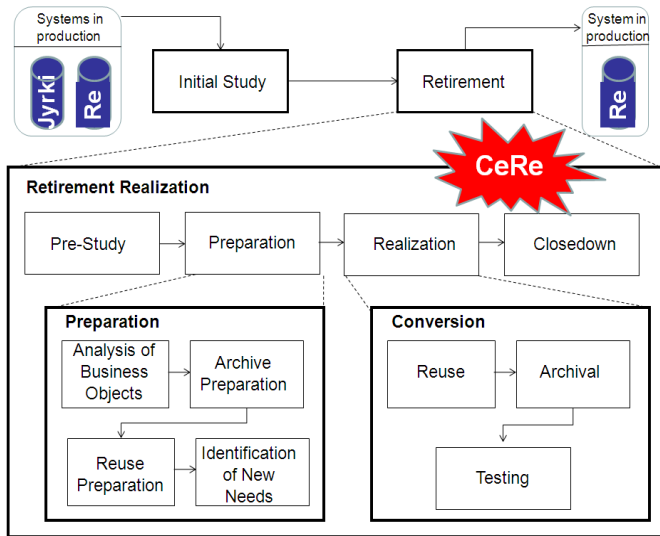 Systems in
production
Jyrki
Re
Initial Study
Retirement
System in
production
Re
CeRe
Retirement Realization
Pre-Study
Preparation
Realization
Closedown
Preparation
Analysis of
Business
Objects
Archive
Preparation
Reuse
Preparation
Identification
of New
Needs
Conversion
Reuse
Archival
Testing